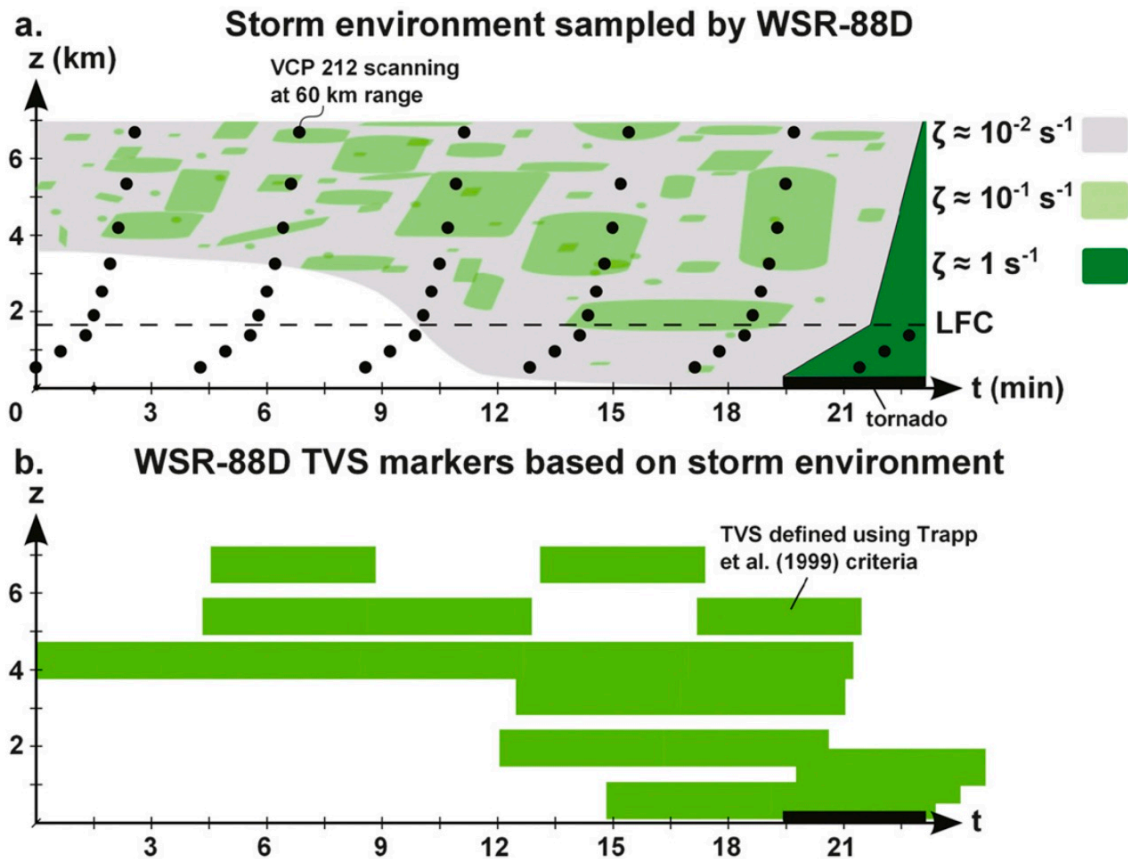 a. Storm environment sampled by WSR-88D
z (km)
VCP 212 scanning
at 60 km range
ζ ≈ 10⁻² s⁻¹
6
ζ ≈ 10⁻¹ s⁻¹
4
ζ ≈ 1 s⁻¹
2
LFC
0 3 6 9 12 15 18 21 t (min)
tornado
b. WSR-88D TVS markers based on storm environment
z
TVS defined using Trapp
et al. (1999) criteria
6
4
2
3 6 9 12 15 18 21 t